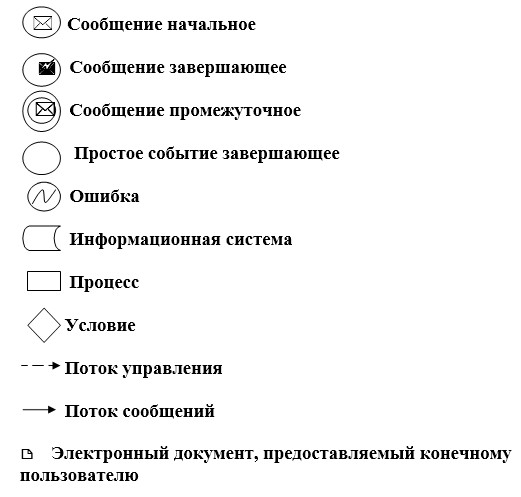 Сообщение начальное
Сообщение завершающее
Сообщение промежуточное
Простое событие завершающее
Ошибка
Информационная система
Процесс
Условие
Поток управления
Поток сообщений
Электронный документ, предоставляемый конечному
пользователю